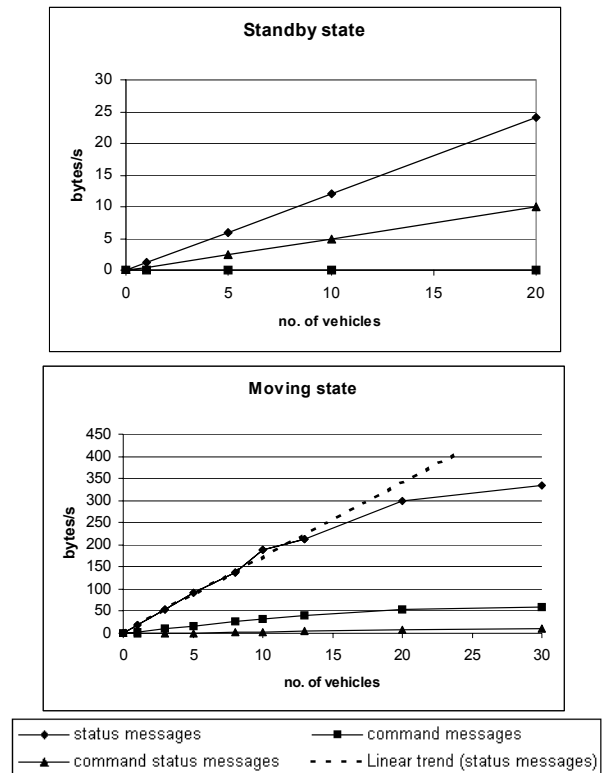 Standby state
30
25
20
15
10
5
0
bytes/s
0 5 10 15 20
no. of vehicles
Moving state
450
400
350
300
250
200
150
100
50
0
bytes/s
0 5 10 15 20 25 30
no. of vehicles
status messages command messages
command status messages Linear trend (status messages)